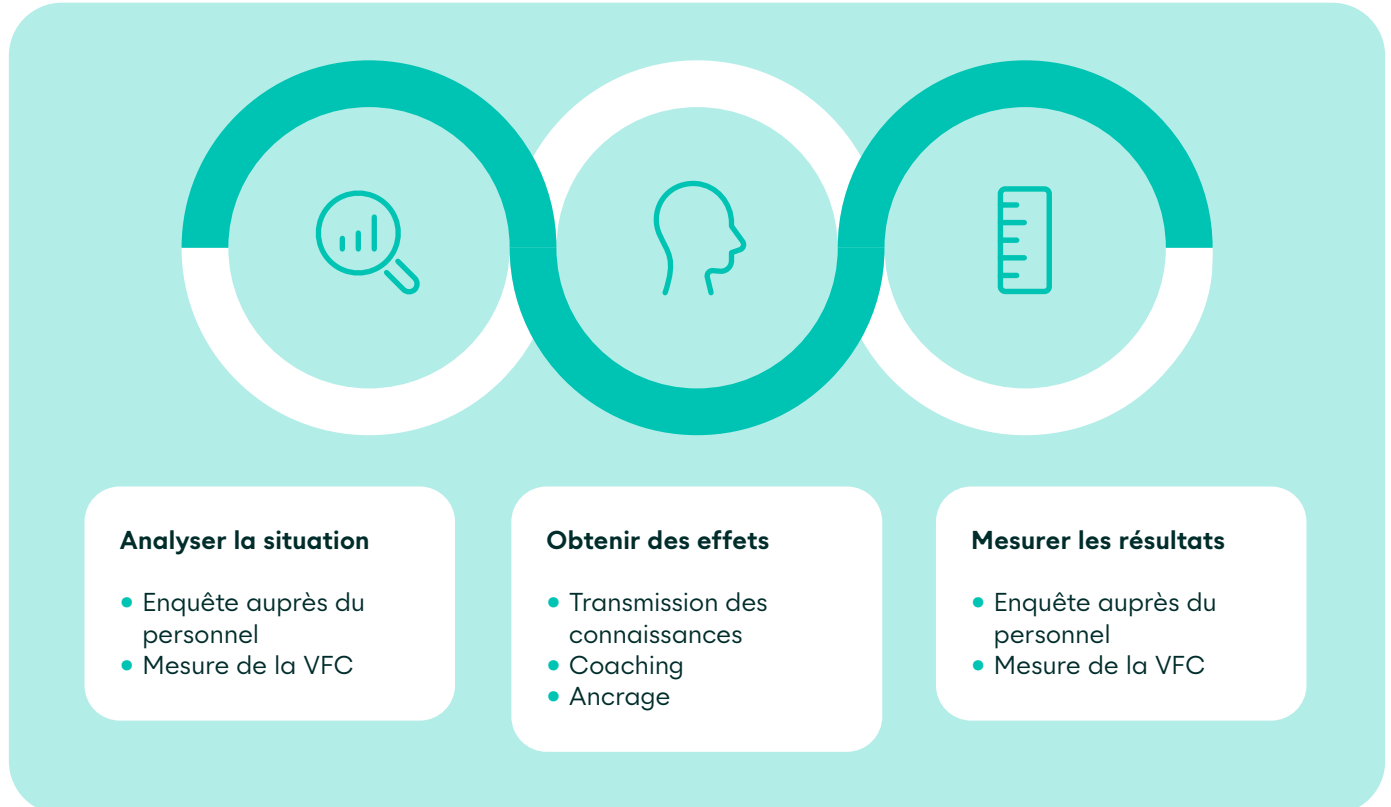 Analyser la situation
• Enquête auprès du
personnel
• Mesure de la VFC
Obtenir des effets
• Transmission des
connaissances
• Coaching
• Ancrage
Mesurer les résultats
• Enquête auprès du
personnel
• Mesure de la VFC